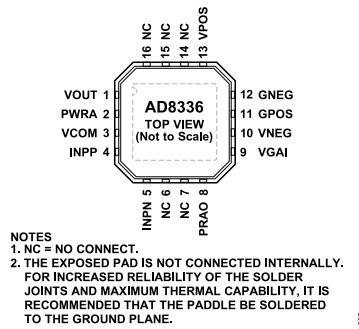 16 NC
15 NC
14 NC
13 VPOS
VOUT 1
PWRA 2
VCOM 3
INPP 4
AD8336
TOP VIEW
(Not to Scale)
12 GNEG
11 GPOS
10 VNEG
9 VGAI
INPN 5
NC 6
NC 7
PRAO 8
NOTES
1. NC = NO CONNECT.
2. THE EXPOSED PAD IS NOT CONNECTED INTERNALLY.
FOR INCREASED RELIABILITY OF THE SOLDER
JOINTS AND MAXIMUM THERMAL CAPABILITY, IT IS
RECOMMENDED THAT THE PADDLE BE SOLDERED
TO THE GROUND PLANE.